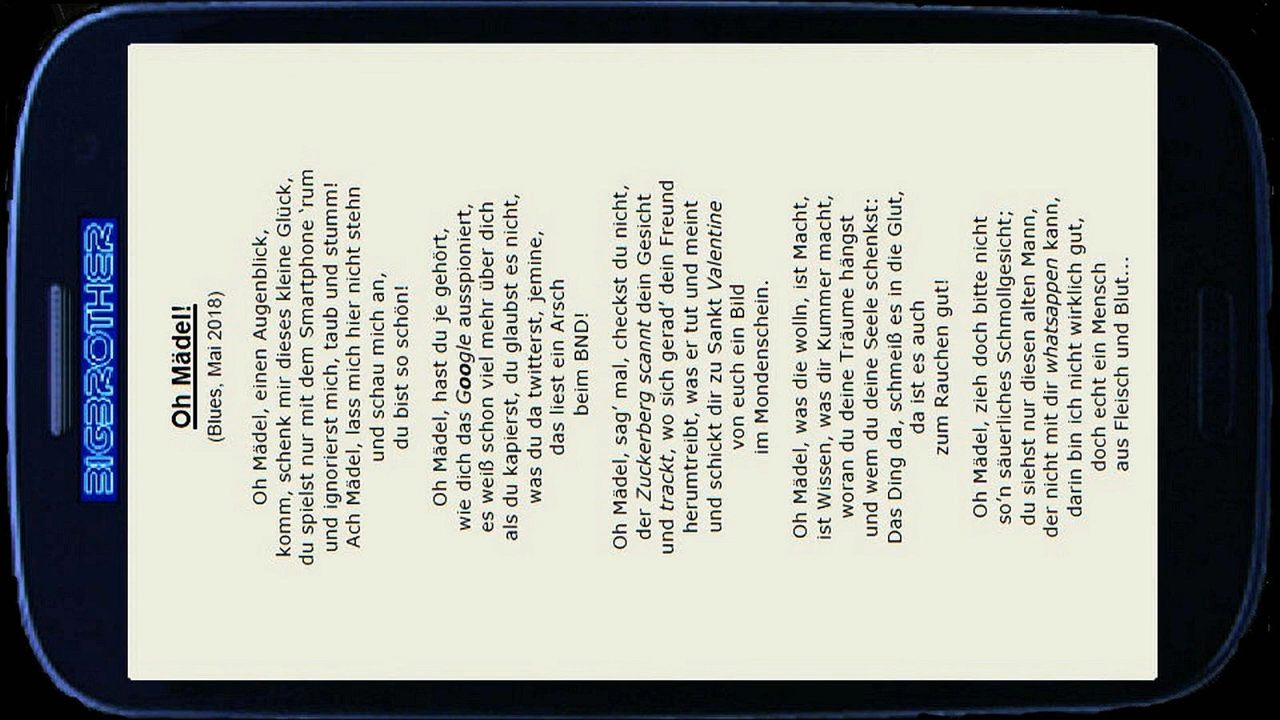 BIGBROTHER
Oh Mädel!
(Blues, Mai 2018)
Oh Mädel, einen Augenblick,
komm, schenk mir dieses kleine Glück,
du spielst nur mit dem Smartphone ‘rum
und ignorierst mich, taub und stumm!
Ach Mädel, lass mich hier nicht stehn
und schau mich an,
du bist so schön!
Oh Mädel, hast du je gehört,
wie dich das Google ausspioniert,
es weiß schon viel mehr über dich
als du kapierst, du glaubst es nicht,
was du da twitterst, jemine,
das liest ein Arsch
beim BND!
Oh Mädel, sag’ mal, checkst du nicht,
der Zuckerberg scannt dein Gesicht
und trackt, wo sich gerad’ dein Freund
herumtreibt, was er tut und meint
und schickt dir zu Sankt Valentine
von euch ein Bild
im Mondenschein.
Oh Mädel, was die wolln, ist Macht,
ist Wissen, was dir Kummer macht,
woran du deine Träume hängst
und wem du deine Seele schenkst:
Das Ding da, schmeiß es in die Glut,
da ist es auch
zum Rauchen gut!
Oh Mädel, zieh doch bitte nicht
so’n säuerliches Schmollgesicht;
du siehst nur diesen alten Mann,
der nicht mit dir whatsappen kann,
darin bin ich nicht wirklich gut,
doch echt ein Mensch
aus Fleisch und Blut...